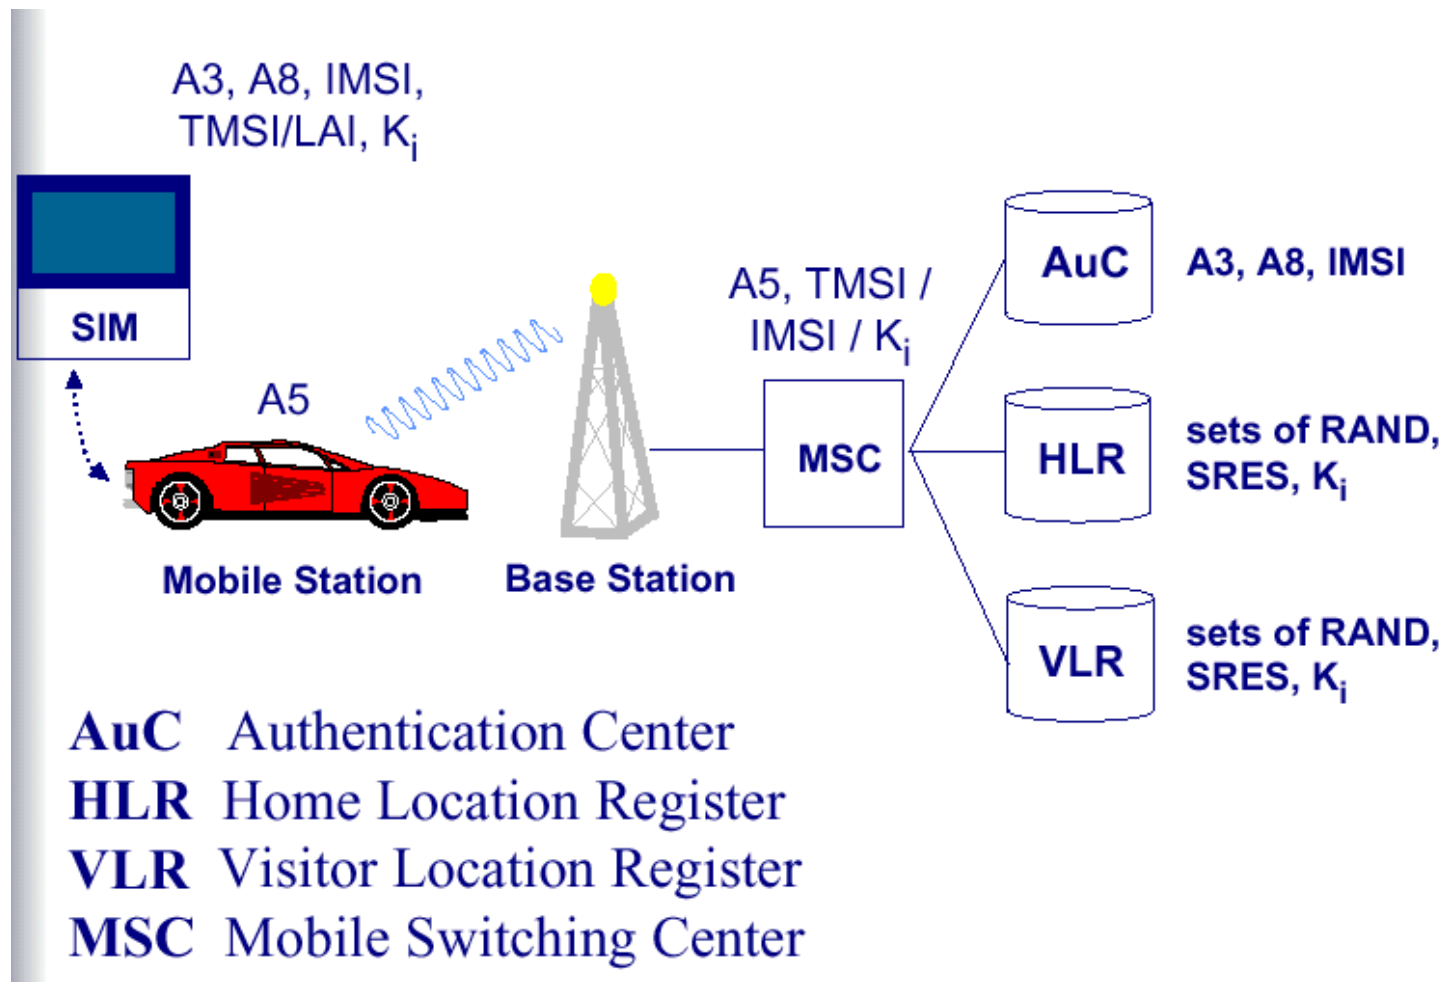 A3, A8, IMSI,
TMSI/LAI, Ki
SIM
A5
Mobile Station
Base Station
A5, TMSI /
IMSI / Ki
MSC
AuC
A3, A8, IMSI
HLR
sets of RAND,
SRES, Ki
VLR
sets of RAND,
SRES, Ki
AuC Authentication Center
HLR Home Location Register
VLR Visitor Location Register
MSC Mobile Switching Center